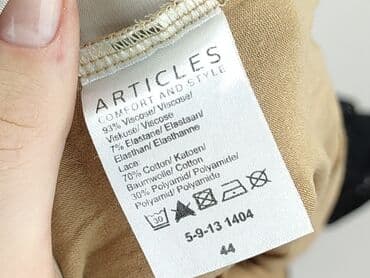 ARTICLES
COMFORT AND STYLE
93% Viscose/Viscose/
Viskose/Viscose
7% Elastane/Elastaan/
Elasthan/Elasthanne
Lace
70% Cotton/Katoen/
Baumwolle/Cotton
30% Polyamid/Polyamide/
Polyamid/Polyamide
30
5-9-13 1404
44